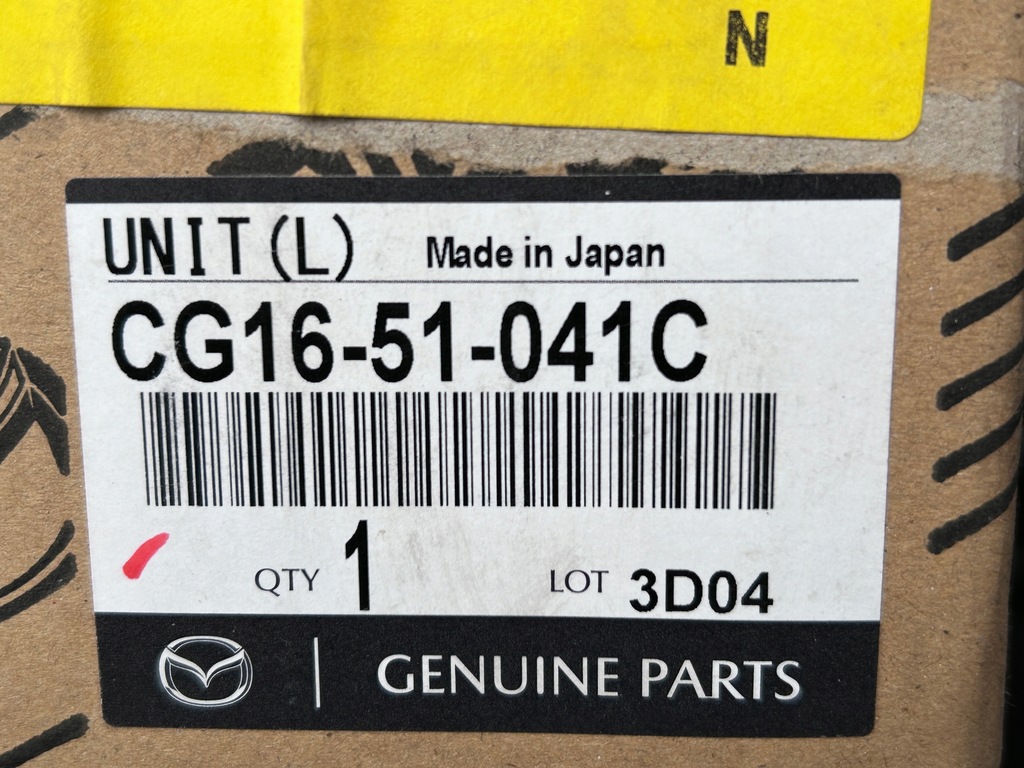 N
UNIT(L) Made in Japan
CG16-51-041C
QTY 1 LOT 3D04
GENUINE PARTS